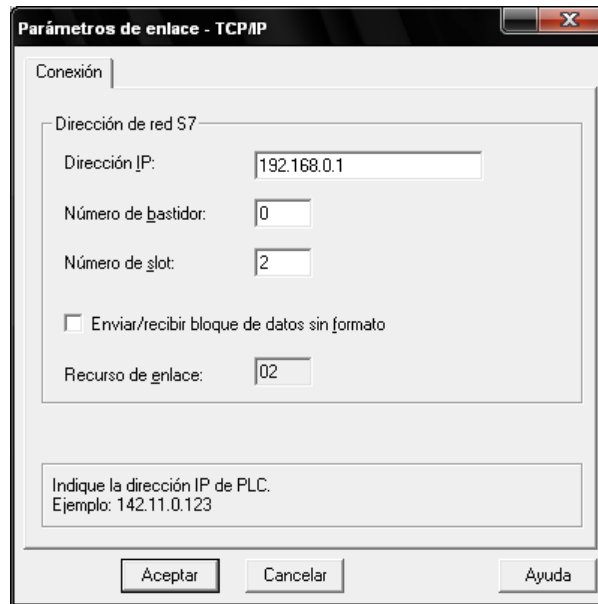 Parámetros de enlace - TCP/IP
Conexión
Dirección de red S7
Dirección IP: 192.168.0.1
Número de bastidor: 0
Número de slot: 2
Enviar/recibir bloque de datos sin formato
Recurso de enlace: 02
Indique la dirección IP de PLC.
Ejemplo: 142.11.0.123
Aceptar Cancelar Ayuda